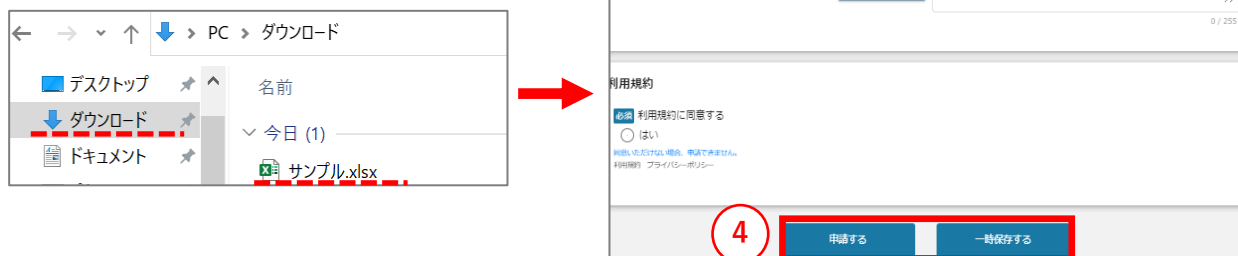 PC > ダウンロード
デスクトップ
ダウンロード
ドキュメント
名前
今日 (1)
サンプル.xlsx
0 / 255
利用規約
必須 利用規約に同意する
はい
同意いただけない場合、申請できません。
利用規約 プライバシーポリシー
4
申請する
一時保存する